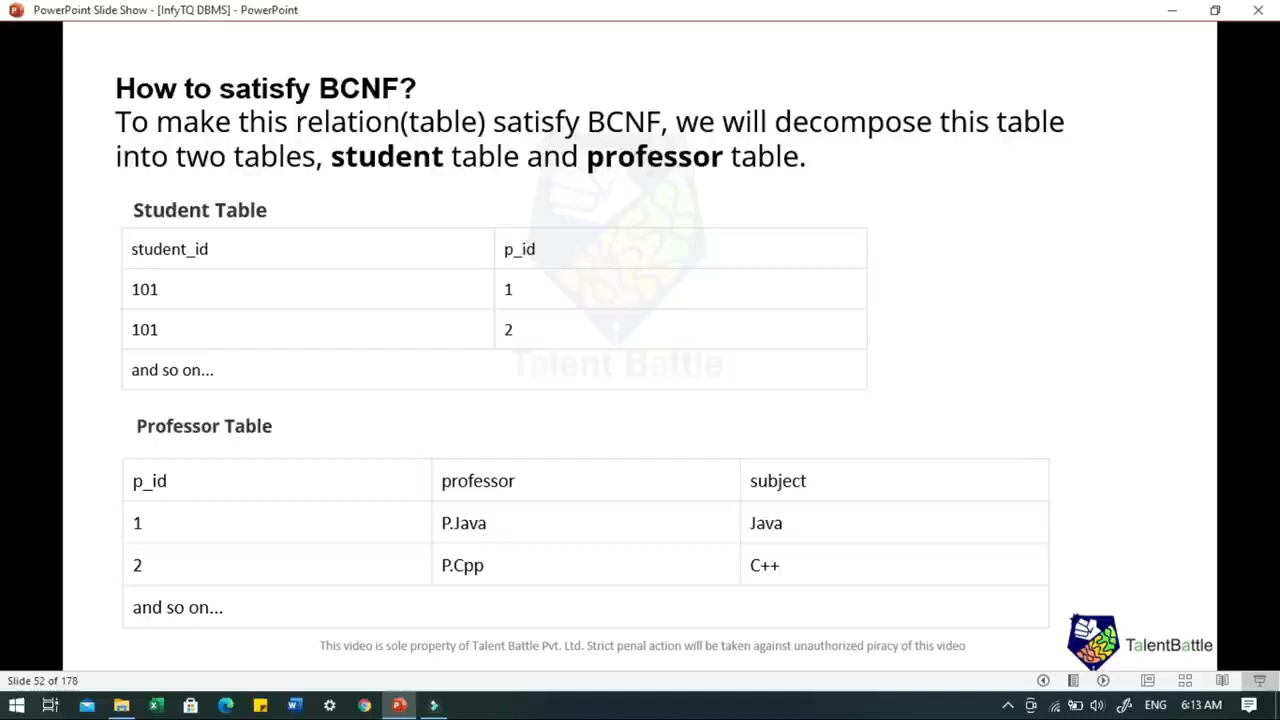 PowerPoint Slide Show - [InfyTQ DBMS] - PowerPoint
How to satisfy BCNF?
To make this relation(table) satisfy BCNF, we will decompose this table
into two tables, student table and professor table.
Student Table
student_id p_id
101 1
101 2
and so on...
Talent Battle
Professor Table
p_id professor subject
1 P.Java Java
2 P.Cpp C++
and so on...
This video is sole property of Talent Battle Pvt. Ltd. Strict penal action will be taken against unauthorized piracy of this video
TalentBattle
Slide 52 of 178
ENG 6:13 AM